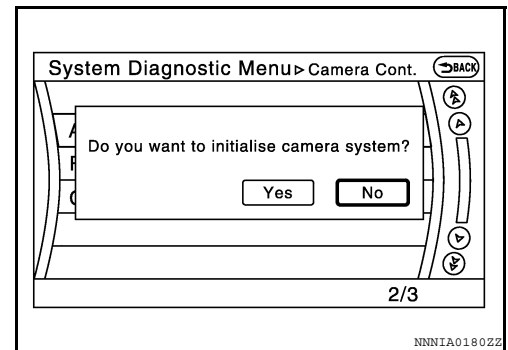 System Diagnostic Menu▷Camera Cont.
BACK
Do you want to initialise camera system?
Yes
No
2/3
NNNIA0180ZZ